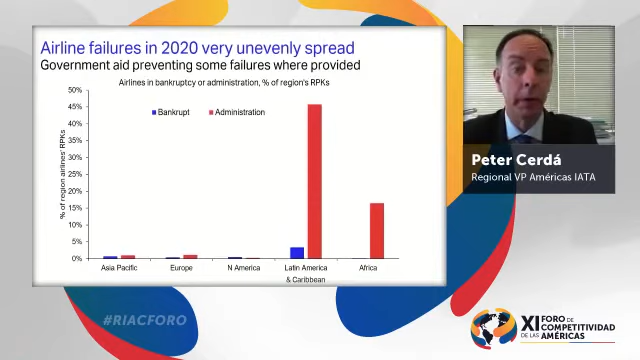 Airline failures in 2020 very unevenly spread
Government aid preventing some failures where provided
Airlines in bankruptcy or administration, % of region's RPKs
Bankrupt
Administration
% of region airlines' RPKs
50%
45%
40%
35%
30%
25%
20%
15%
10%
5%
0%
Asia Pacific
Europe
N America
Latin America
& Caribbean
Africa
Peter Cerdá
Regional VP Américas IATA
#RIACFORO
XI FORO DE COMPETITIVIDAD
DE LAS AMÉRICAS